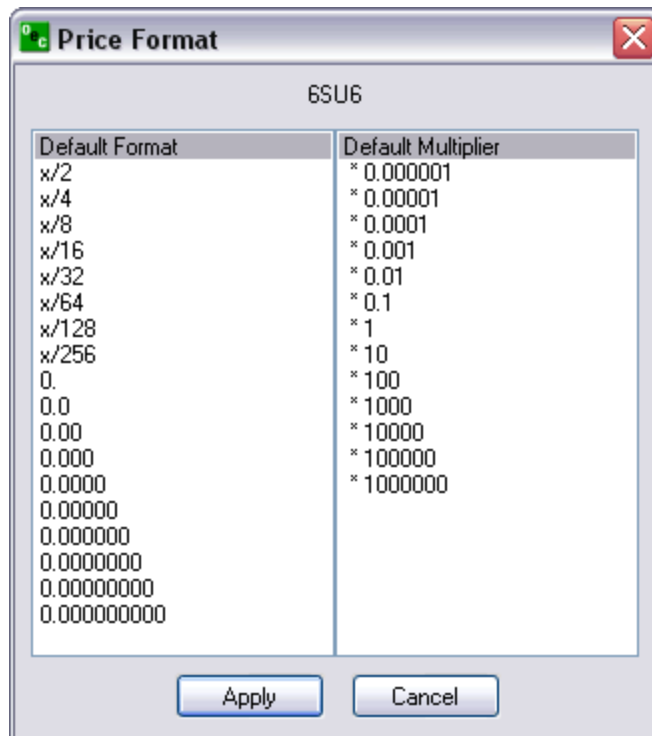 OEC Price Format
6SU6
Default Format
x/2
x/4
x/8
x/16
x/32
x/64
x/128
x/256
0.
0.0
0.00
0.000
0.0000
0.00000
0.000000
0.0000000
0.00000000
0.000000000
Default Multiplier
* 0.000001
* 0.00001
* 0.0001
* 0.001
* 0.01
* 0.1
* 1
* 10
* 100
* 1000
* 10000
* 100000
* 1000000
Apply
Cancel